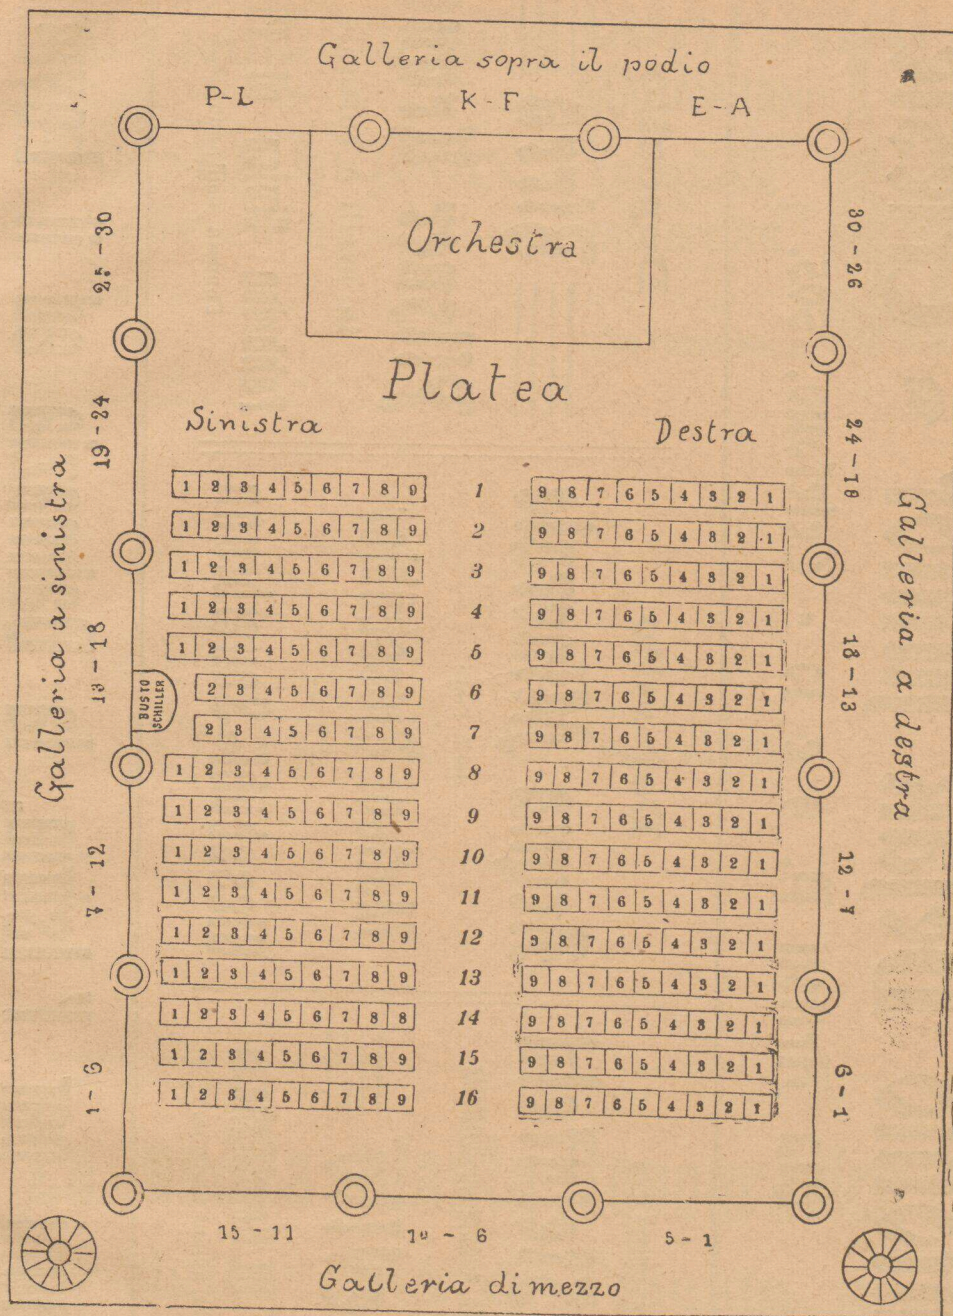 Galleria sopra il podio
P-L K-F E-A
Orchestra
Platea
Sinistra Destra
25-30
19-24
13-18
7-12
1-6
Galleria a sinistra
BUSTO
SCHILLER
30-26
24-18
18-13
12-7
6-1
Galleria a destra
1 2 3 4 5 6 7 8 9 1 9 8 7 6 5 4 3 2 1
1 2 3 4 5 6 7 8 9 2 9 8 7 6 5 4 3 2 1
1 2 3 4 5 6 7 8 9 3 9 8 7 6 5 4 3 2 1
1 2 3 4 5 6 7 8 9 4 9 8 7 6 5 4 3 2 1
1 2 3 4 5 6 7 8 9 5 9 8 7 6 5 4 3 2 1
2 3 4 5 6 7 8 9 6 9 8 7 6 5 4 3 2 1
2 3 4 5 6 7 8 9 7 9 8 7 6 5 4 3 2 1
1 2 3 4 5 6 7 8 9 8 9 8 7 6 5 4 3 2 1
1 2 3 4 5 6 7 8 9 9 9 8 7 6 5 4 3 2 1
1 2 3 4 5 6 7 8 9 10 9 8 7 6 5 4 3 2 1
1 2 3 4 5 6 7 8 9 11 9 8 7 6 5 4 3 2 1
1 2 3 4 5 6 7 8 9 12 9 8 7 6 5 4 3 2 1
1 2 3 4 5 6 7 8 9 13 9 8 7 6 5 4 3 2 1
1 2 3 4 5 6 7 8 8 14 9 8 7 6 5 4 3 2 1
1 2 3 4 5 6 7 8 9 15 9 8 7 6 5 4 3 2 1
1 2 3 4 5 6 7 8 9 16 9 8 7 6 5 4 3 2 1
15-11 10-6 5-1
Galleria di mezzo